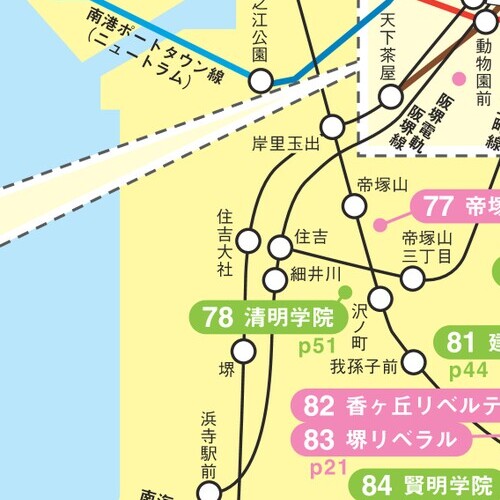 之江公園
南港ポートタウン線
(ニュートラム)
天下茶屋
動物園前
阪堺電軌
阪堺線
岸里玉出
帝塚山
77 帝塚
住吉大社
住吉
帝塚山
三丁目
細井川
78 清明学院
p51
沢ノ町
81 建
p44
堺
我孫子前
82 香ヶ丘リベルテ
83 堺リベラル
p21
浜寺駅前
84 賢明学院
南海